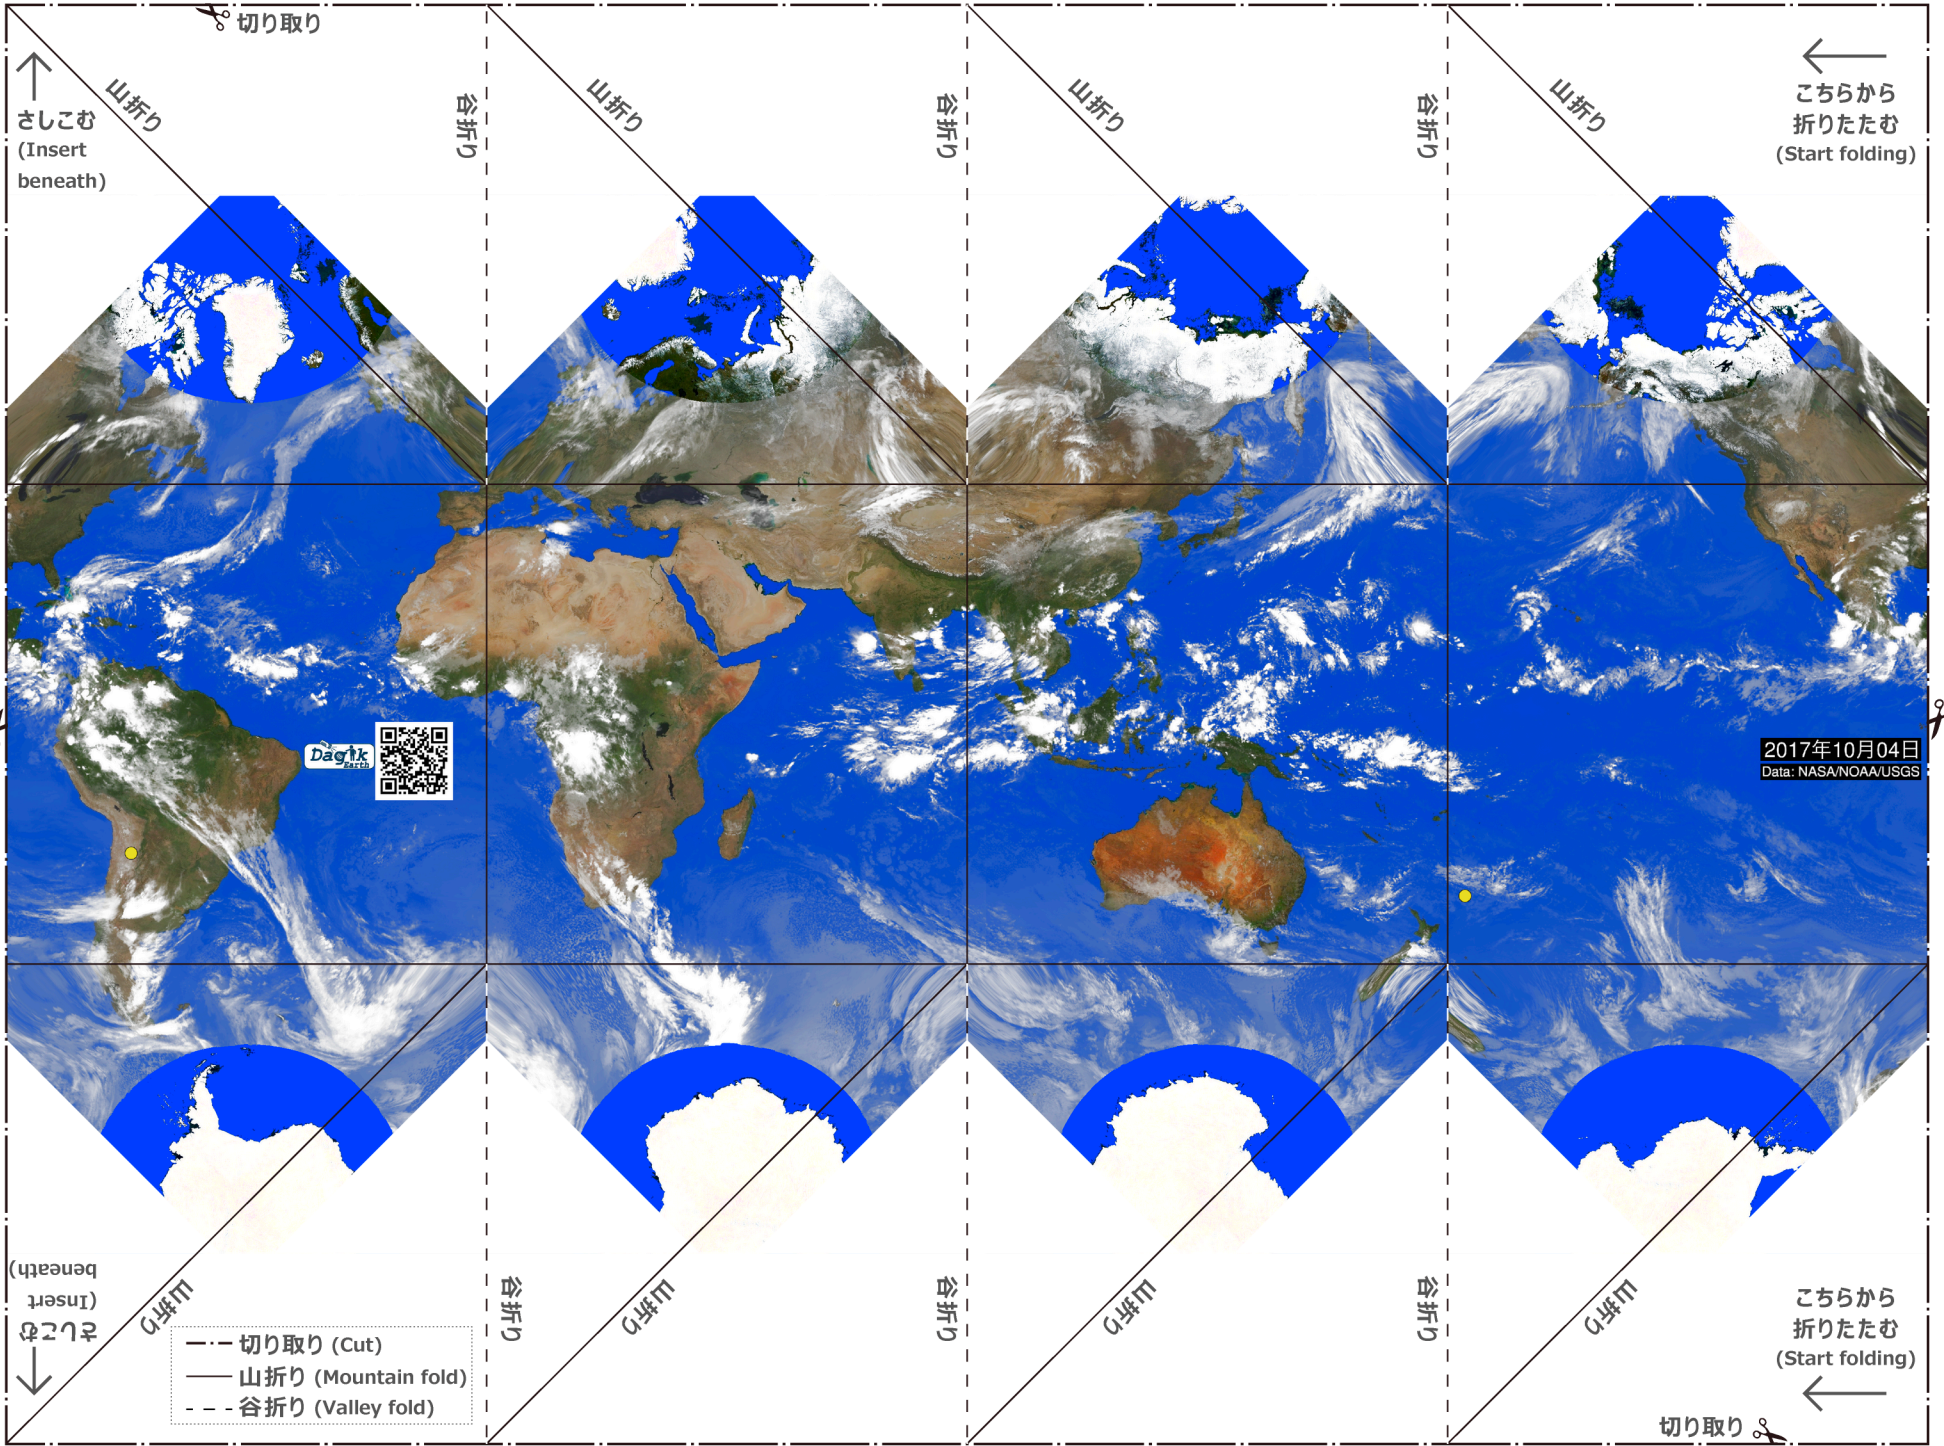 切り取り
山折り
谷折り
山折り
谷折り
山折り
谷折り
山折り
さしこむ
(Insert
beneath)
こちらから
折りたたむ
(Start folding)
Dagik
Earth
2017年10月04日
Data: NASA/NOAA/USGS
さしこむ
(Insert
beneath)
山折り
谷折り
山折り
谷折り
山折り
谷折り
山折り
こちらから
折りたたむ
(Start folding)
切り取り (Cut)
山折り (Mountain fold)
谷折り (Valley fold)
切り取り